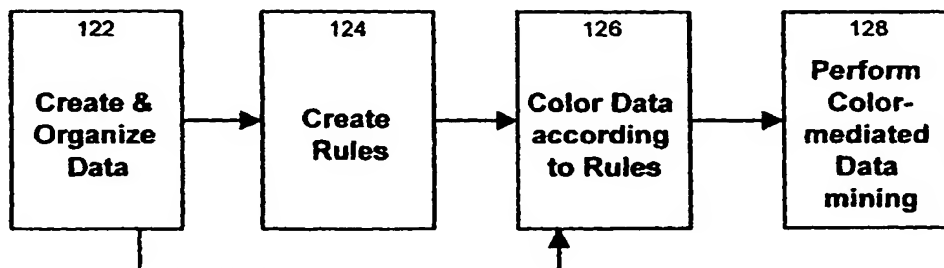 122
Create &
Organize
Data
124
Create
Rules
126
Color Data
according
to Rules
128
Perform
Color-
mediated
Data
mining